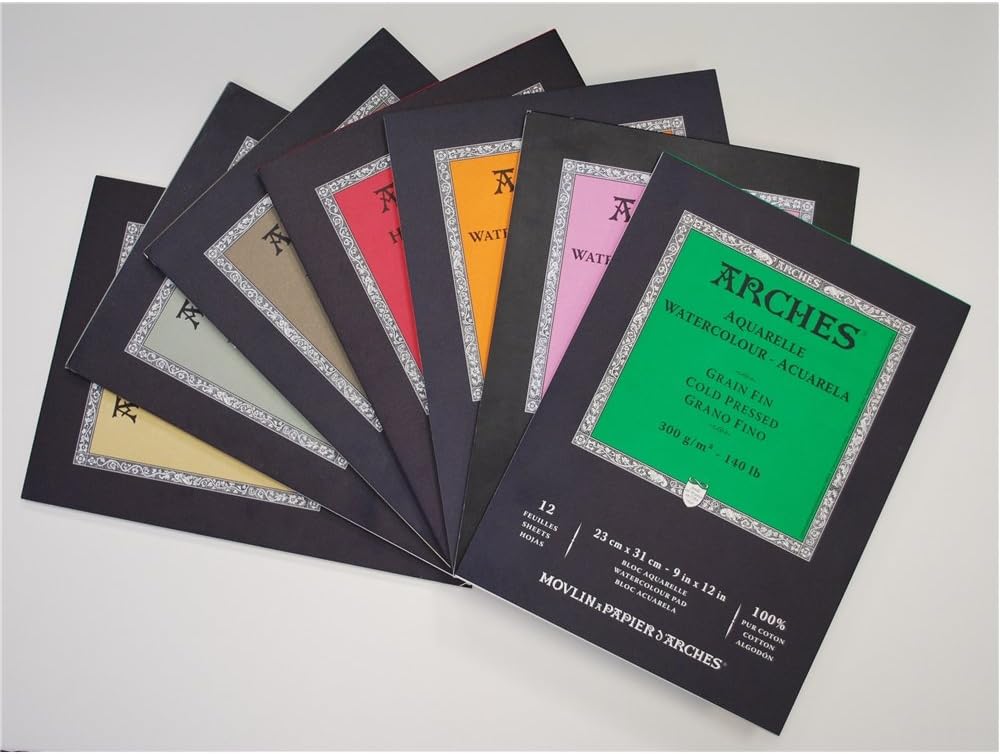 ARCHES
ARCHES®
AQUARELLE
WATERCOLOUR - ACUARELA
GRAIN FIN
COLD PRESSED
GRANO FINO
300 g/m² - 140 lb
12
FEUILLES
SHEETS
HOJAS
23 cm x 31 cm - 9 in x 12 in
BLOC AQUARELLE
WATERCOLOUR PAD
BLOC ACUARELA
100%
PUR COTON
COTTON
ALGODÓN
MOVLIN A PAPIER D ARCHES®